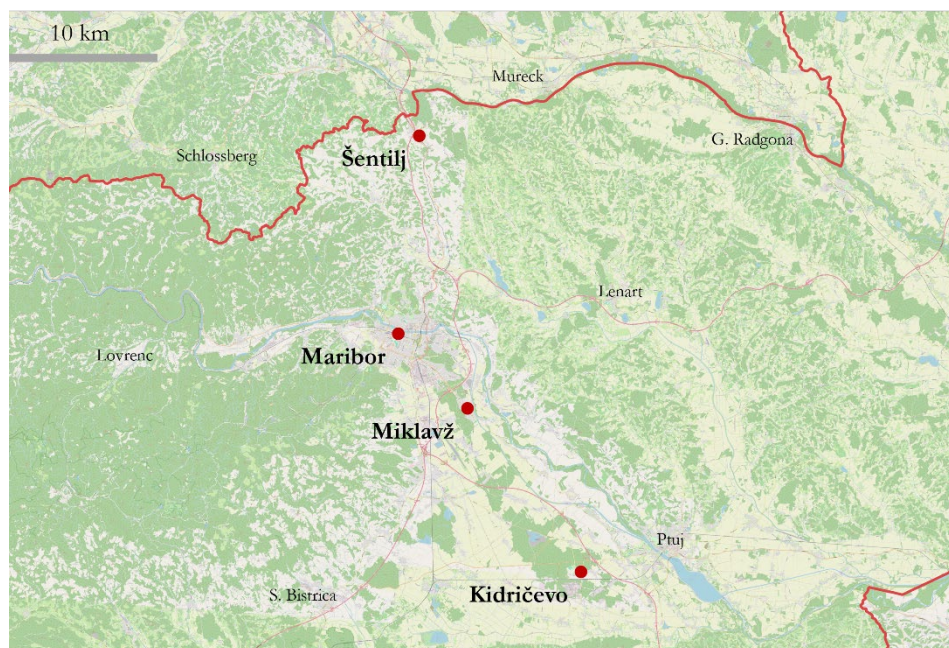 10 km
Mureck
G. Radgona
Schlossberg
Šentilj
Lenart
Lovrenc
Maribor
Miklavž
Ptuj
S. Bistrica
Kidričevo